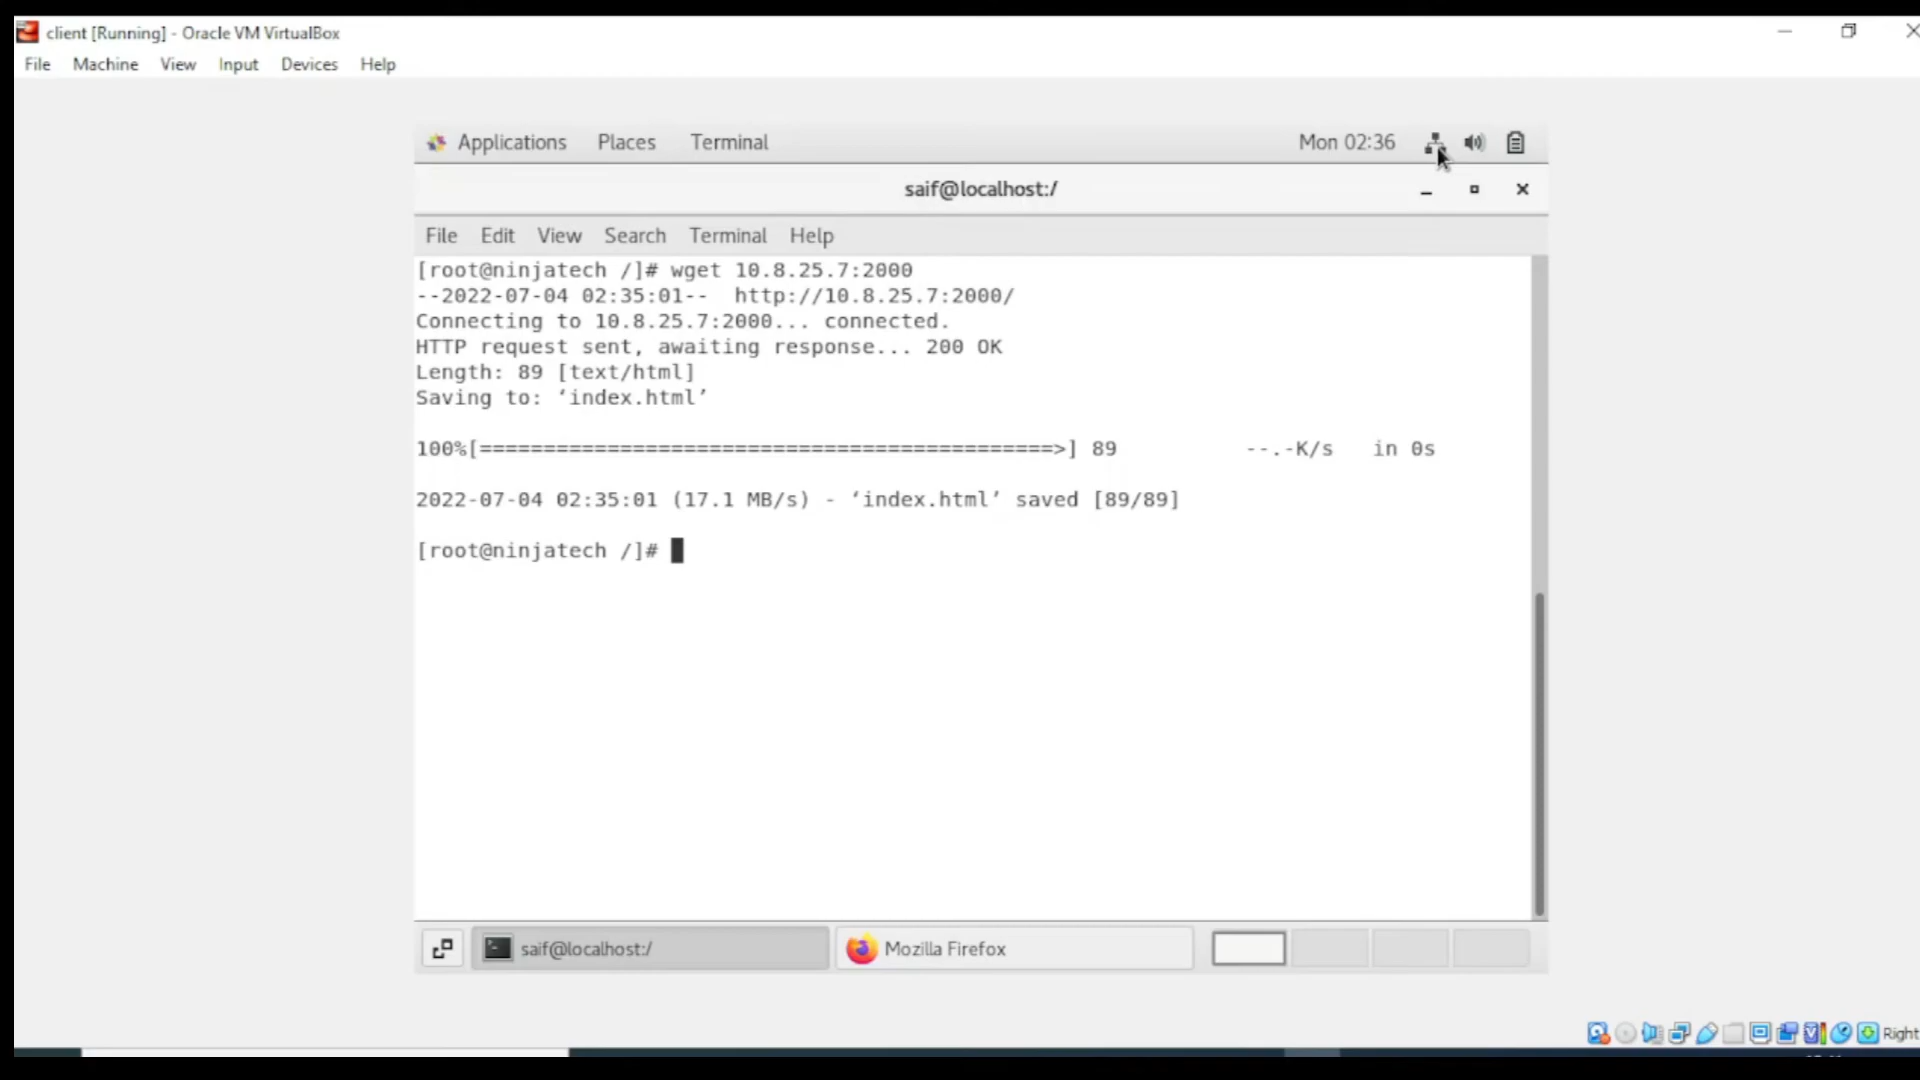 client [Running] - Oracle VM VirtualBox
File Machine View Input Devices Help
Applications Places Terminal Mon 02:36
saif@localhost:/
File Edit View Search Terminal Help
[root@ninjatech /]# wget 10.8.25.7:2000
--2022-07-04 02:35:01-- http://10.8.25.7:2000/
Connecting to 10.8.25.7:2000... connected.
HTTP request sent, awaiting response... 200 OK
Length: 89 [text/html]
Saving to: ‘index.html’
100%[=============================================>] 89 --.-K/s in 0s
2022-07-04 02:35:01 (17.1 MB/s) - ‘index.html’ saved [89/89]
[root@ninjatech /]#
saif@localhost:/ Mozilla Firefox
Right